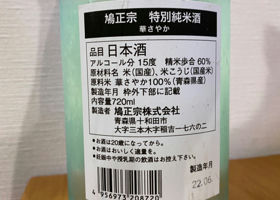 鳩正宗 特別純米酒
華さやか
品目 日本酒
アルコール分 15度 精米歩合 60%
原材料名 米(国産)、米こうじ(国産米)
原料米 華さやか100%(青森県産)
製造年月 枠外下部に記載
内容量 720ml
製造者 鳩正宗株式会社
青森県十和田市
大字三本木字稲吉一七六の二
●お酒は20歳になってから。
●お酒はおいしく適量を。
●妊娠中や授乳期の飲酒はお控え下さい。
4 956973 208720
製造年月
22.06